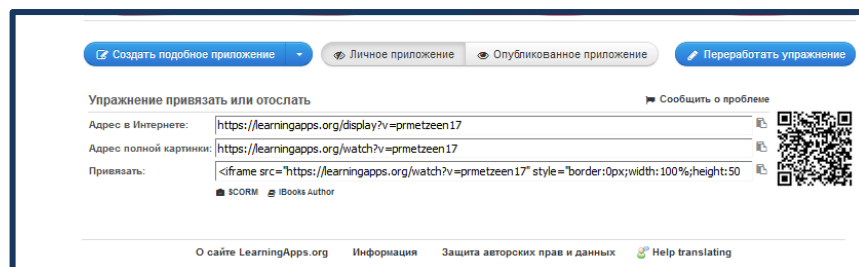 Создать подобное приложение Личное приложение Опубликованное приложение Переработать упражнение
Упражнение привязать или отослать Сообщить о проблеме
Адрес в Интернете: https://learningapps.org/display?v=prmetzeen17
Адрес полной картинки: https://learningapps.org/watch?v=prmetzeen17
Привязать: <iframe src="https://learningapps.org/watch?v=prmetzeen17" style="border:0px;width:100%;height:50
SCORM iBooks Author
О сайте LearningApps.org Информация Защита авторских прав и данных Help translating